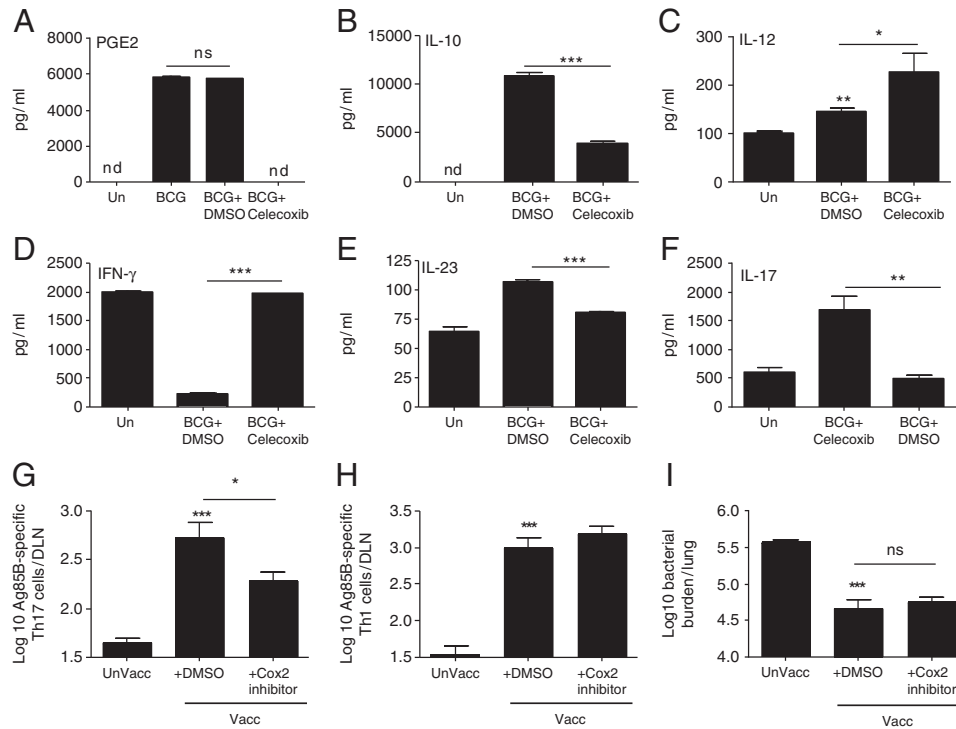 A
PGE2
pg/ml
8000
6000
4000
2000
0
nd
ns
nd
Un
BCG
BCG+
DMSO
BCG+
Celecoxib
B
IL-10
pg/ml
15000
10000
5000
0
nd
***
Un
BCG+
DMSO
BCG+
Celecoxib
C
IL-12
pg/ml
300
200
100
0
**
*
Un
BCG+
DMSO
BCG+
Celecoxib
D
IFN-γ
pg/ml
2500
2000
1500
1000
500
0
***
Un
BCG+
DMSO
BCG+
Celecoxib
E
IL-23
pg/ml
125
100
75
50
25
0
***
Un
BCG+
DMSO
BCG+
Celecoxib
F
IL-17
pg/ml
2500
2000
1500
1000
500
0
**
Un
BCG+
Celecoxib
BCG+
DMSO
G
Log 10 Ag85B-specific
Th17 cells/DLN
3.0
2.5
2.0
1.5
***
*
UnVacc
+DMSO
+Cox2
inhibitor
Vacc
H
Log 10 Ag85B-specific
Th1 cells/DLN
3.5
3.0
2.5
2.0
1.5
***
UnVacc
+DMSO
+Cox2
inhibitor
Vacc
I
Log10 bacterial
burden/lung
6.0
5.5
5.0
4.5
4.0
***
ns
UnVacc
+DMSO
+Cox2
inhibitor
Vacc